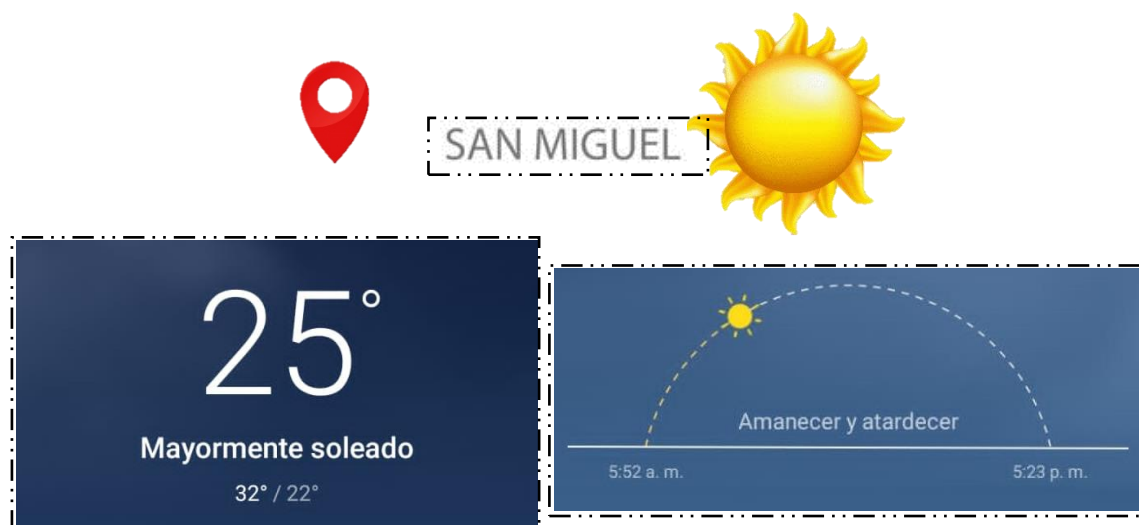 SAN MIGUEL
25°
Mayormente soleado
32° / 22°
Amanecer y atardecer
5:52 a. m.
5:23 p. m.